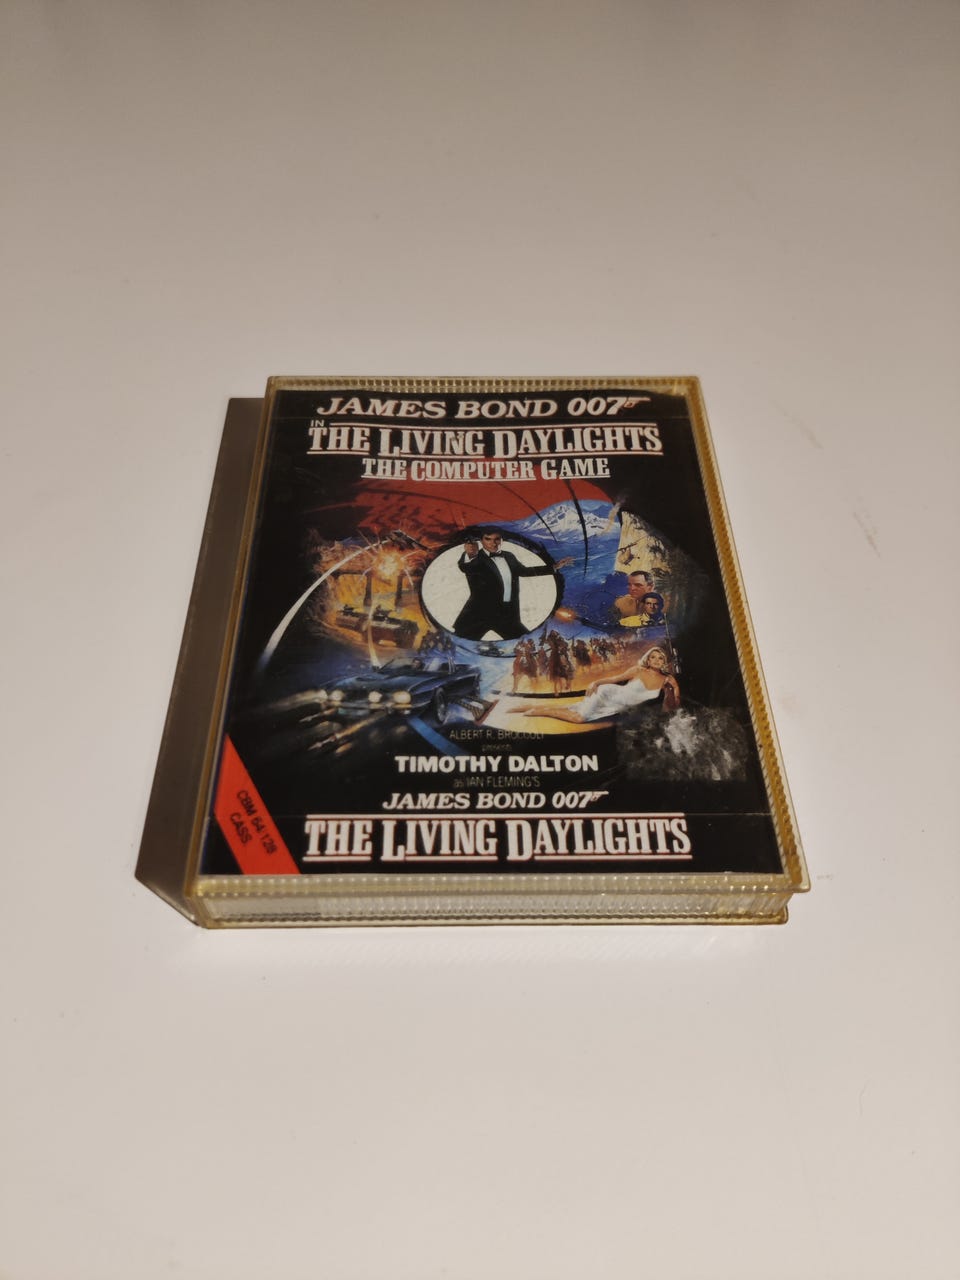 JAMES BOND 007
IN
THE LIVING DAYLIGHTS
THE COMPUTER GAME
ALBERT R. BROCCOLI
presents
TIMOTHY DALTON
as IAN FLEMING'S
JAMES BOND 007
THE LIVING DAYLIGHTS
CBM 64/128
CASS